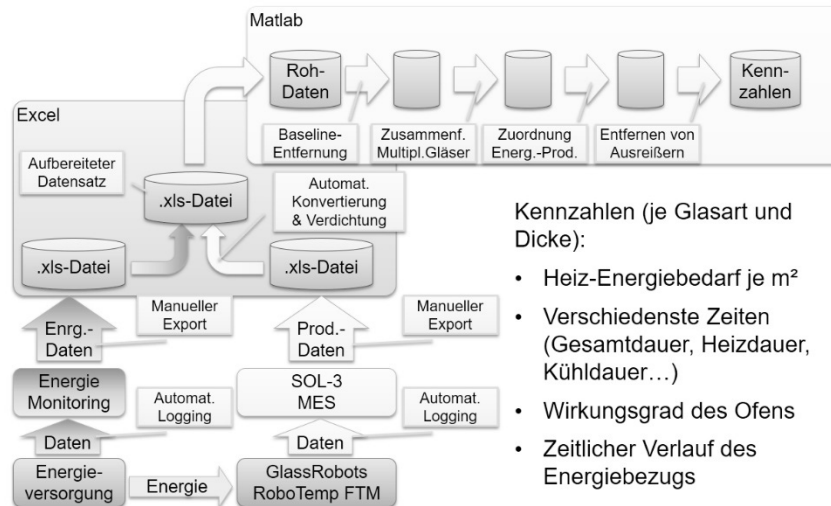 Matlab
Roh-
Daten
Kenn-
zahlen
Baseline-
Entfernung
Zusammenf.
Multipl.Gläser
Zuordnung
Energ.-Prod.
Entfernen von
Ausreißern
Excel
Aufbereiteter
Datensatz
.xls-Datei
Automat.
Konvertierung
& Verdichtung
.xls-Datei
.xls-Datei
Enrg.-
Daten
Manueller
Export
Prod.-
Daten
Manueller
Export
Energie
Monitoring
Automat.
Logging
SOL-3
MES
Automat.
Logging
Daten
Daten
Energie-
versorgung
Energie
GlassRobots
RoboTemp FTM
Kennzahlen (je Glasart und
Dicke):
• Heiz-Energiebedarf je m²
• Verschiedenste Zeiten
(Gesamtdauer, Heizdauer,
Kühldauer…)
• Wirkungsgrad des Ofens
• Zeitlicher Verlauf des
Energiebezugs